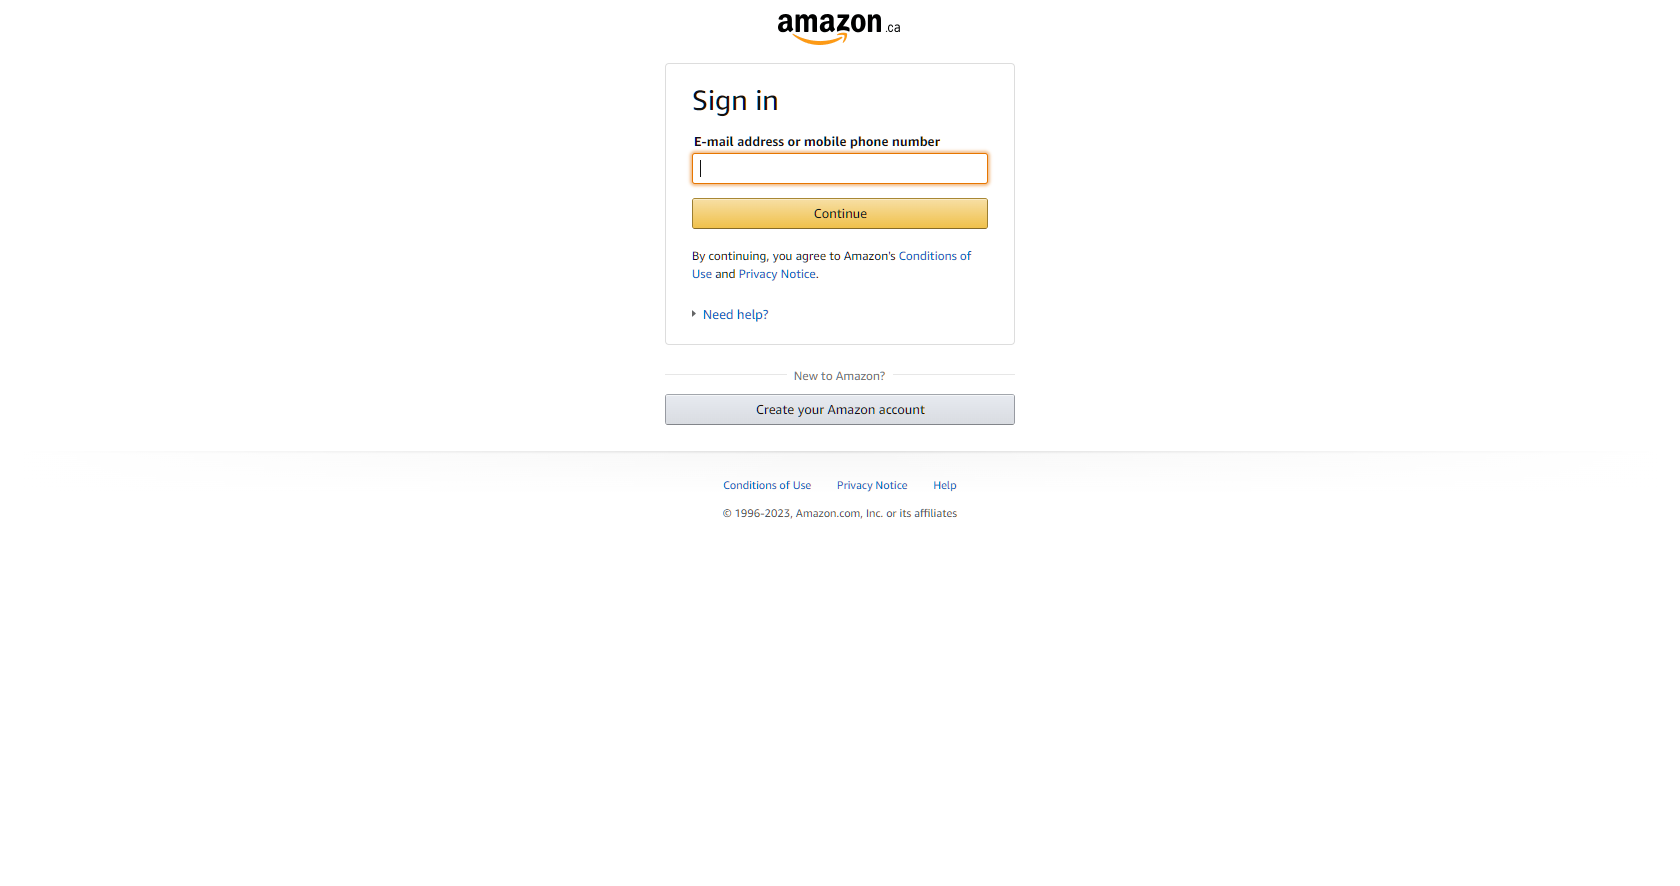 amazon.ca
Sign in
E-mail address or mobile phone number
Continue
By continuing, you agree to Amazon's Conditions of
Use and Privacy Notice.
Need help?
New to Amazon?
Create your Amazon account
Conditions of Use Privacy Notice Help
© 1996-2023, Amazon.com, Inc. or its affiliates